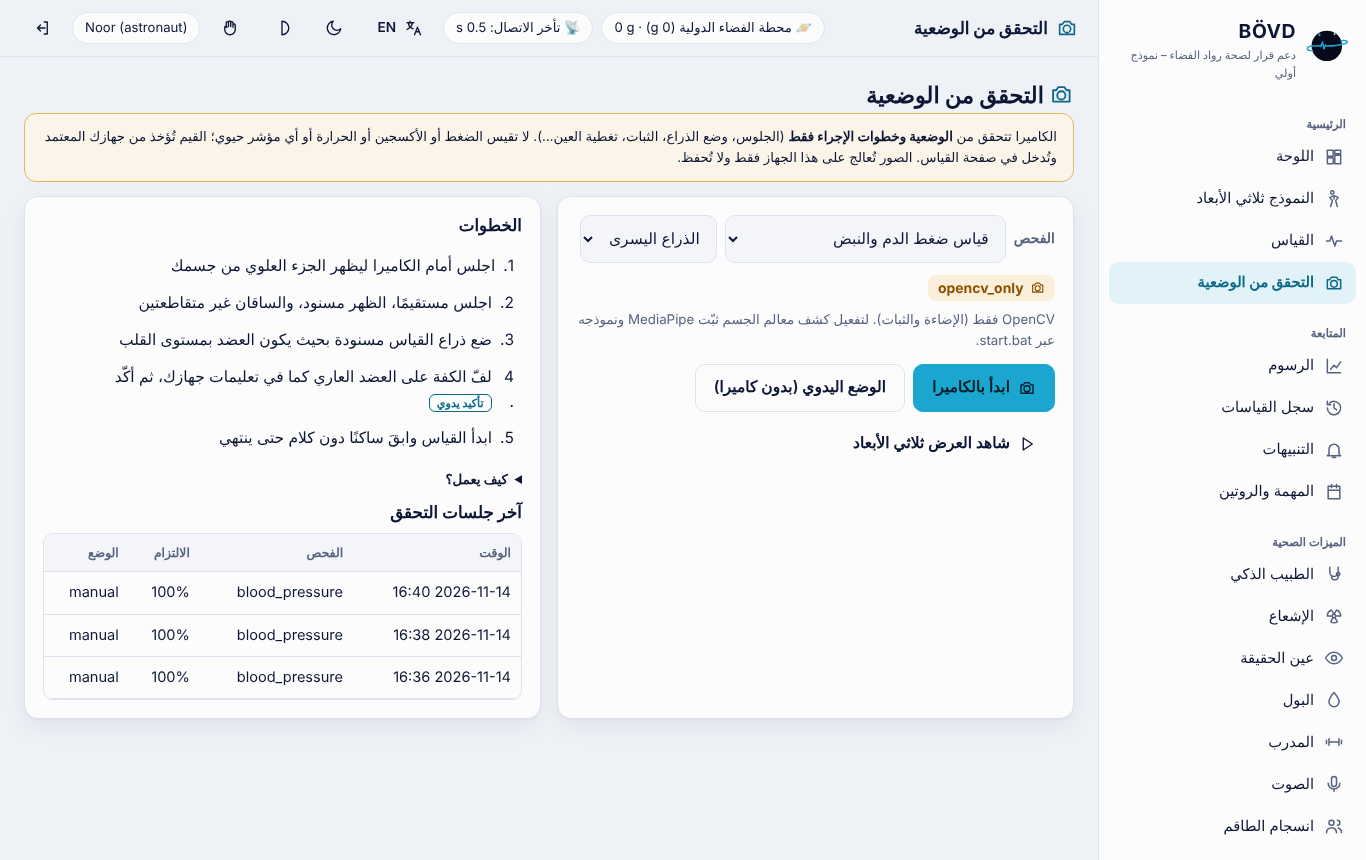 BÖVD
دعم قرار لصحة رواد الفضاء – نموذج
أولي
الرئيسية
اللوحة
النموذج ثلاثي الأبعاد
القياس
التحقق من الوضعية
المتابعة
الرسوم
سجل القياسات
التنبيهات
المهمة والروتين
الميزات الصحية
الطبيب الذكي
الإشعاع
عين الحقيقة
البول
المدرب
الصوت
انسجام الطاقم
التحقق من الوضعية
🪐 محطة الفضاء الدولية (0 g) · 0 g
📡 تأخر الاتصال: 0.5 s
EN
Noor (astronaut)
التحقق من الوضعية
الكاميرا تتحقق من الوضعية وخطوات الإجراء فقط (الجلوس، وضع الذراع، الثبات، تغطية العين…). لا تقيس الضغط أو الأكسجين أو الحرارة أو أي مؤشر حيوي؛ القيم تُؤخذ من جهازك المعتمد
وتُدخل في صفحة القياس. الصور تُعالج على هذا الجهاز فقط ولا تُحفظ.
الفحص
قياس ضغط الدم والنبض
الذراع اليسرى
opencv_only
OpenCV فقط (الإضاءة والثبات). لتفعيل كشف معالم الجسم ثبّت MediaPipe ونموذجه
عبر start.bat.
ابدأ بالكاميرا
الوضع اليدوي (بدون كاميرا)
شاهد العرض ثلاثي الأبعاد
الخطوات
1. اجلس أمام الكاميرا ليظهر الجزء العلوي من جسمك
2. اجلس مستقيمًا، الظهر مسنود، والساقان غير متقاطعتين
3. ضع ذراع القياس مسنودة بحيث يكون العضد بمستوى القلب
4. لفّ الكفة على العضد العاري كما في تعليمات جهازك، ثم أكّد
تأكيد يدوي
5. ابدأ القياس وابقَ ساكنًا دون كلام حتى ينتهي
كيف يعمل؟
آخر جلسات التحقق
الوقت الفحص الالتزام الوضع
2026-11-14 16:40 blood_pressure 100% manual
2026-11-14 16:38 blood_pressure 100% manual
2026-11-14 16:36 blood_pressure 100% manual